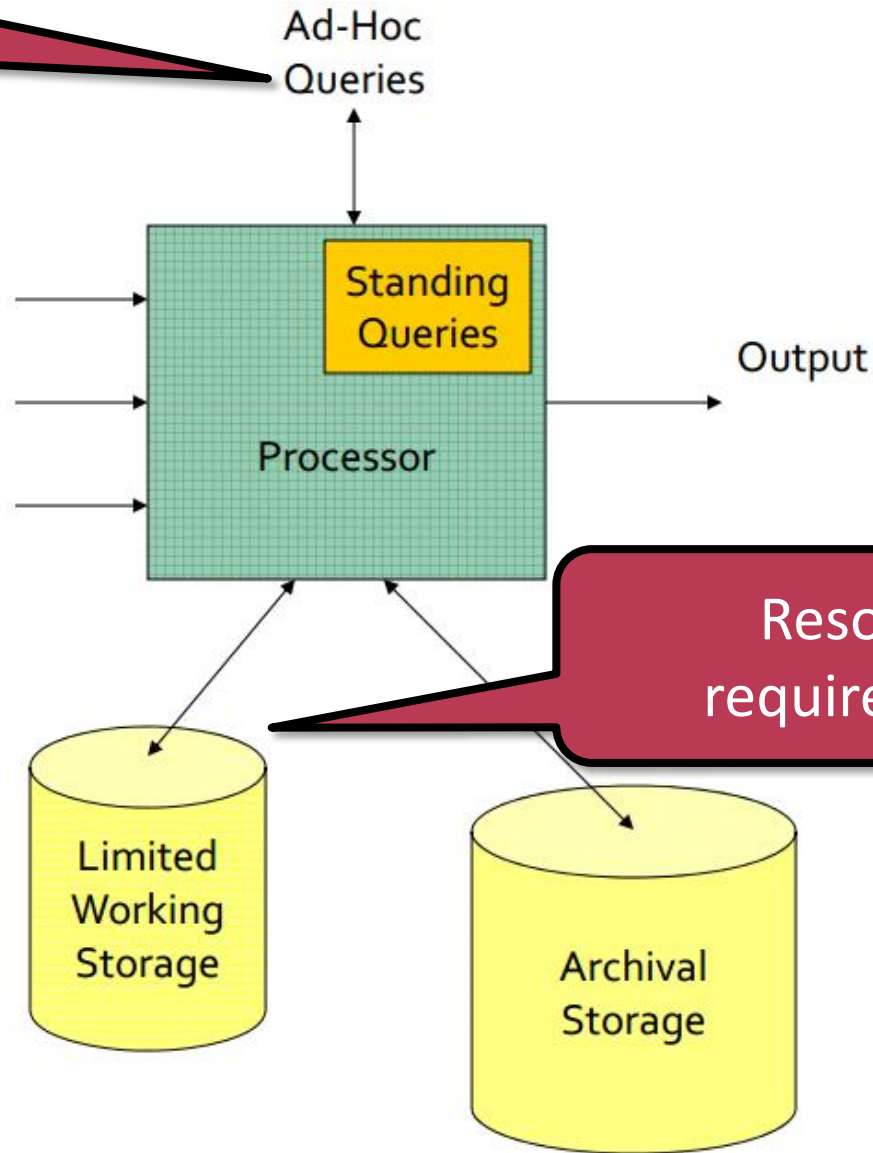 Ad-Hoc
Queries
Standing
Queries
Output
Processor
Limited
Working
Storage
Archival
Storage